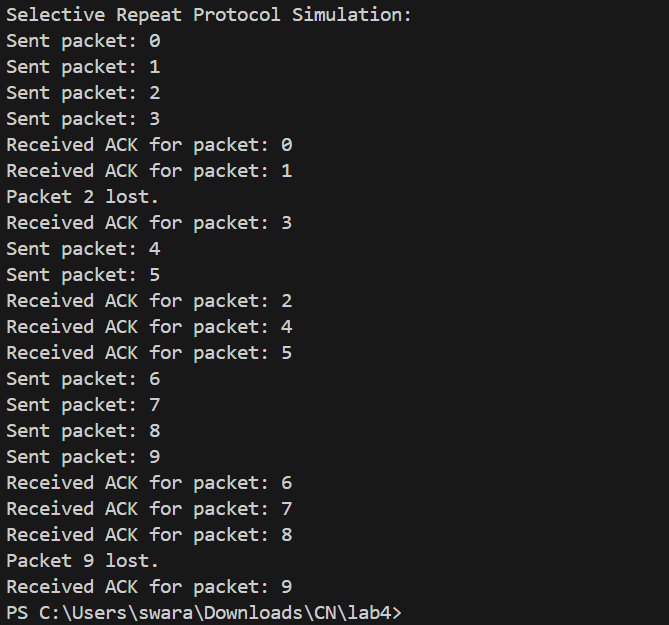 Selective Repeat Protocol Simulation:
Sent packet: 0
Sent packet: 1
Sent packet: 2
Sent packet: 3
Received ACK for packet: 0
Received ACK for packet: 1
Packet 2 lost.
Received ACK for packet: 3
Sent packet: 4
Sent packet: 5
Received ACK for packet: 2
Received ACK for packet: 4
Received ACK for packet: 5
Sent packet: 6
Sent packet: 7
Sent packet: 8
Sent packet: 9
Received ACK for packet: 6
Received ACK for packet: 7
Received ACK for packet: 8
Packet 9 lost.
Received ACK for packet: 9
PS C:\Users\swara\Downloads\CN\lab4>